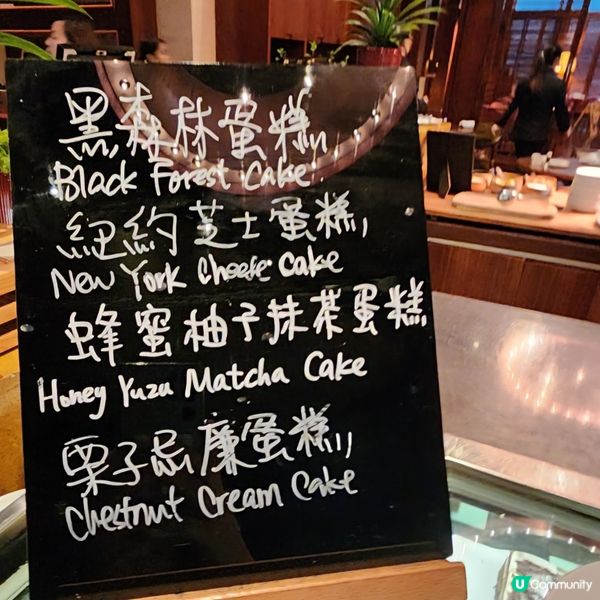 黑森林蛋糕
Black Forest Cake
紐約芝士蛋糕
New York Cheese Cake
蜂蜜柚子抹茶蛋糕
Honey Yuzu Matcha Cake
栗子忌廉蛋糕
Chestnut Cream Cake
U Community